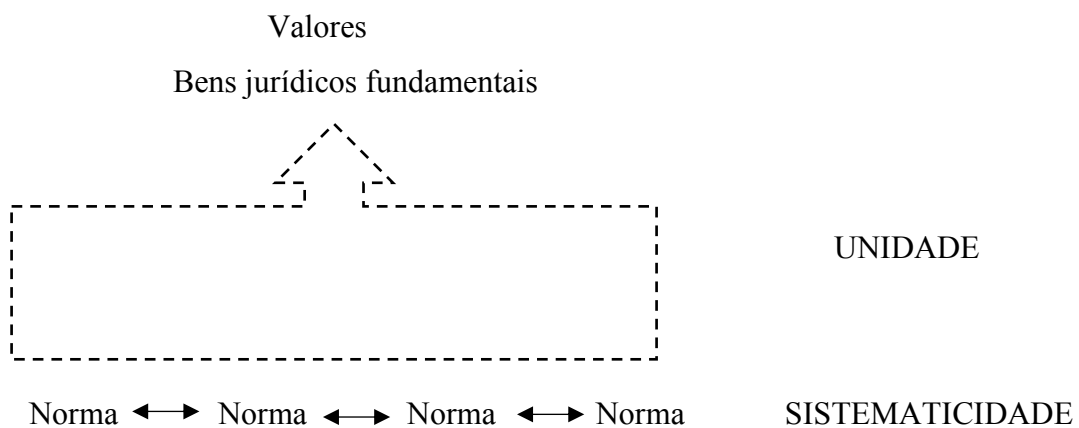 Valores
Bens jurídicos fundamentais
UNIDADE
Norma Norma Norma Norma SISTEMATICIDADE